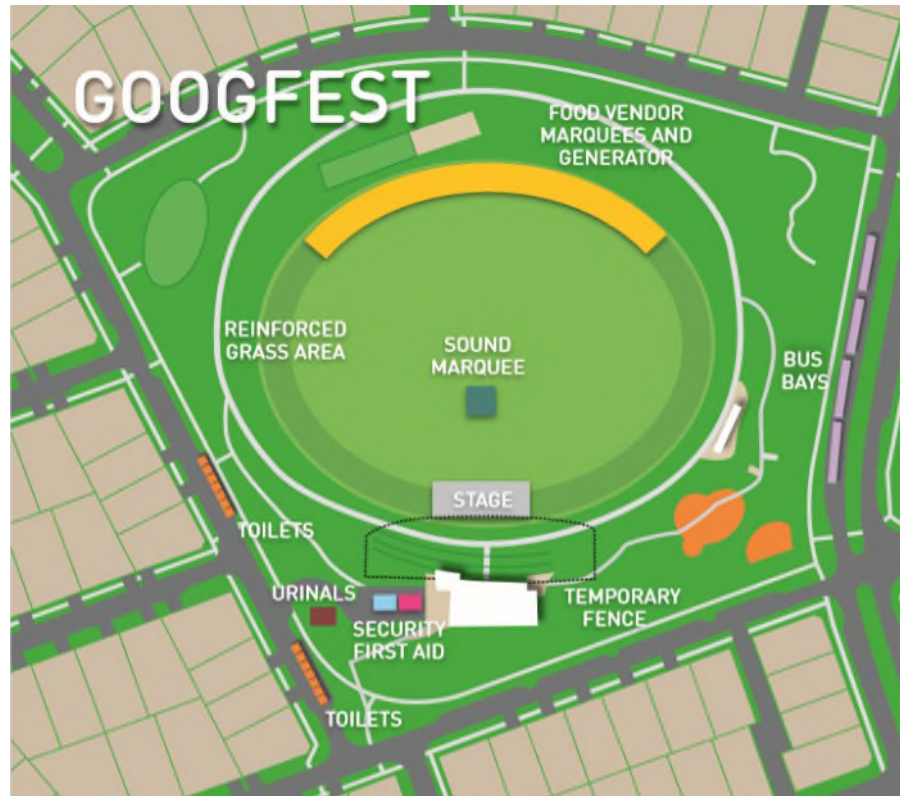 GOOGFEST
FOOD VENDOR
MARQUEES AND
GENERATOR
REINFORCED
GRASS AREA
SOUND
MARQUEE
BUS
BAYS
STAGE
TOILETS
URINALS
SECURITY
FIRST AID
TEMPORARY
FENCE
TOILETS